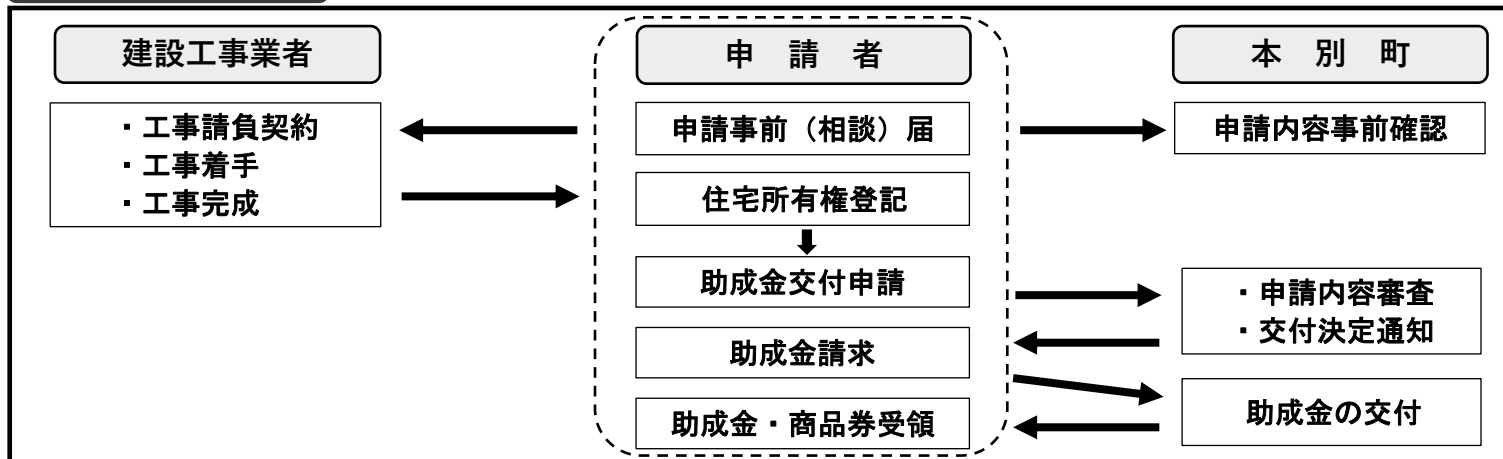 建設工事業者
申 請 者
本 別 町
・工事請負契約
・工事着手
・工事完成
申請事前（相談）届
申請内容事前確認
住宅所有権登記
助成金交付申請
・申請内容審査
・交付決定通知
助成金請求
助成金の交付
助成金・商品券受領